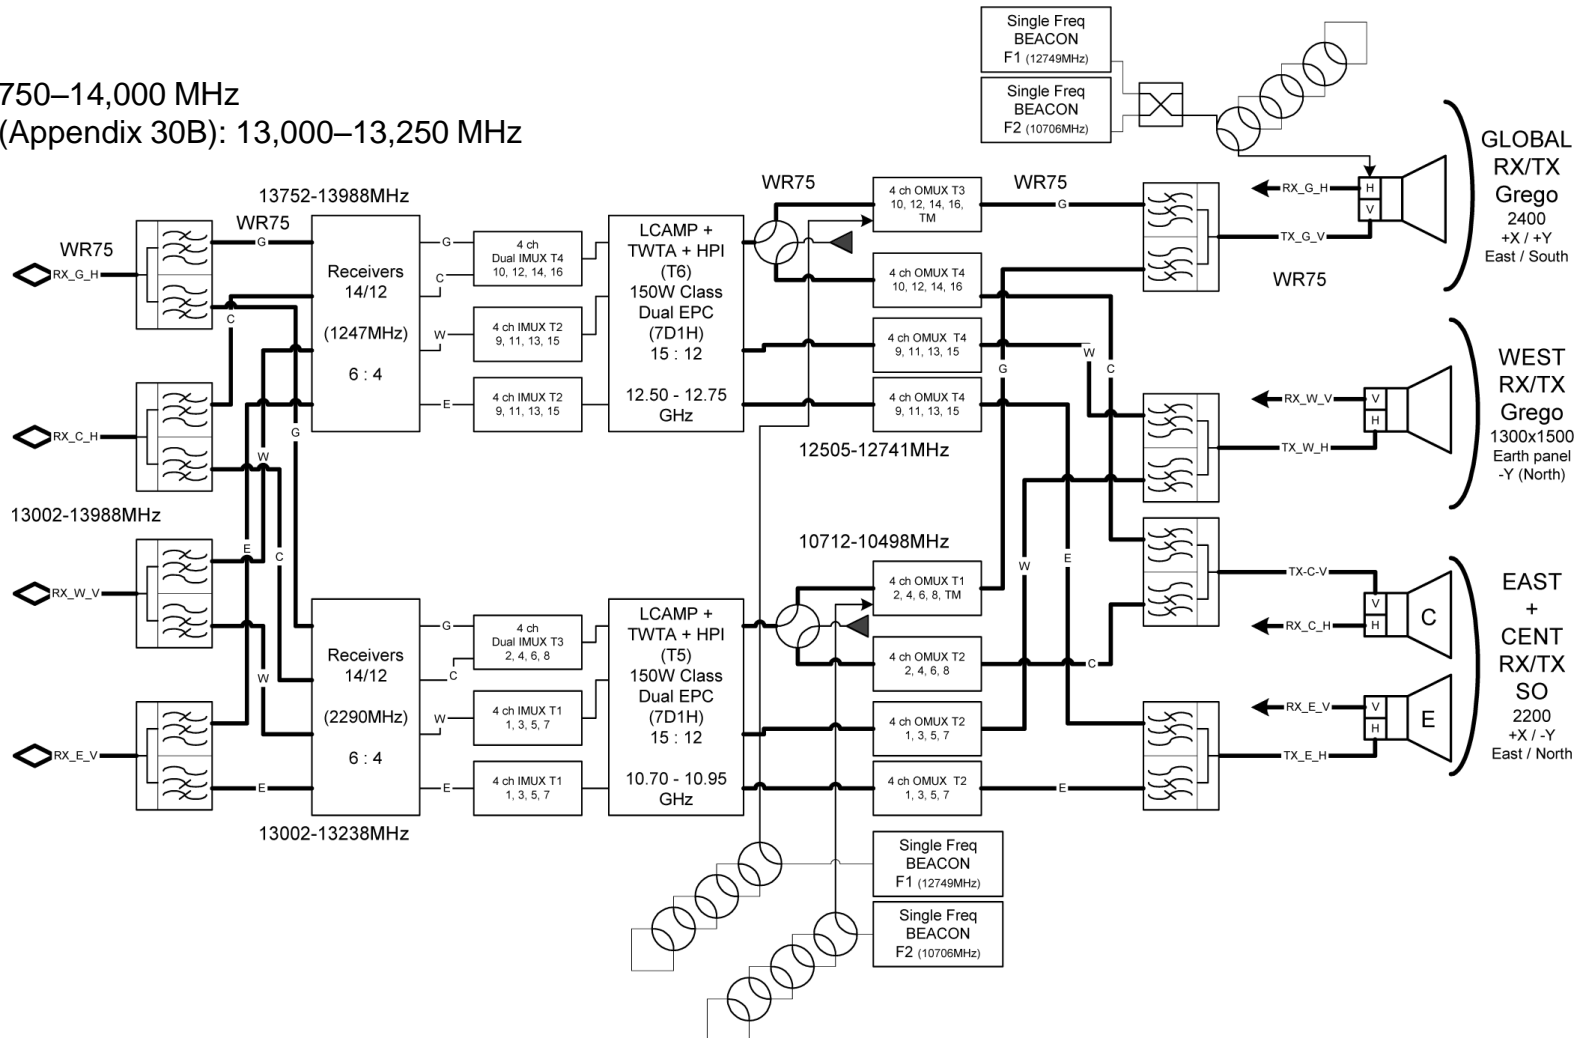 750–14,000 MHz
(Appendix 30B): 13,000–13,250 MHz
Single Freq
BEACON
F1 (12749MHz)
Single Freq
BEACON
F2 (10706MHz)
GLOBAL
RX/TX
Grego
2400
+X / +Y
East / South
RX_G_H
H
V
TX_G_V
WR75
13752-13988MHz
WR75
WR75
RX_G_H
G
C
Receivers
14/12
(1247MHz)
6 : 4
G
C
W
E
4 ch
Dual IMUX T4
10, 12, 14, 16
4 ch IMUX T2
9, 11, 13, 15
4 ch IMUX T2
9, 11, 13, 15
LCAMP +
TWTA + HPI
(T6)
150W Class
Dual EPC
(7D1H)
15 : 12
12.50 - 12.75
GHz
WR75
4 ch OMUX T3
10, 12, 14, 16,
TM
WR75
G
4 ch OMUX T4
10, 12, 14, 16
4 ch OMUX T4
9, 11, 13, 15
W
G
C
4 ch OMUX T4
9, 11, 13, 15
12505-12741MHz
WEST
RX/TX
Grego
1300x1500
Earth panel
-Y (North)
RX_W_V
V
H
TX_W_H
RX_C_H
G
W
13002-13988MHz
RX_W_V
E
C
W
RX_E_V
E
Receivers
14/12
(2290MHz)
6 : 4
13002-13238MHz
G
C
W
E
4 ch
Dual IMUX T3
2, 4, 6, 8
4 ch IMUX T1
1, 3, 5, 7
4 ch IMUX T1
1, 3, 5, 7
LCAMP +
TWTA + HPI
(T5)
150W Class
Dual EPC
(7D1H)
15 : 12
10.70 - 10.95
GHz
10712-10498MHz
4 ch OMUX T1
2, 4, 6, 8, TM
W
E
4 ch OMUX T2
2, 4, 6, 8
C
4 ch OMUX T2
1, 3, 5, 7
4 ch OMUX T2
1, 3, 5, 7
E
TX-C-V
V
H
C
RX_C_H
RX_E_V
V
H
E
TX_E_H
EAST
+
CENT
RX/TX
SO
2200
+X / -Y
East / North
Single Freq
BEACON
F1 (12749MHz)
Single Freq
BEACON
F2 (10706MHz)